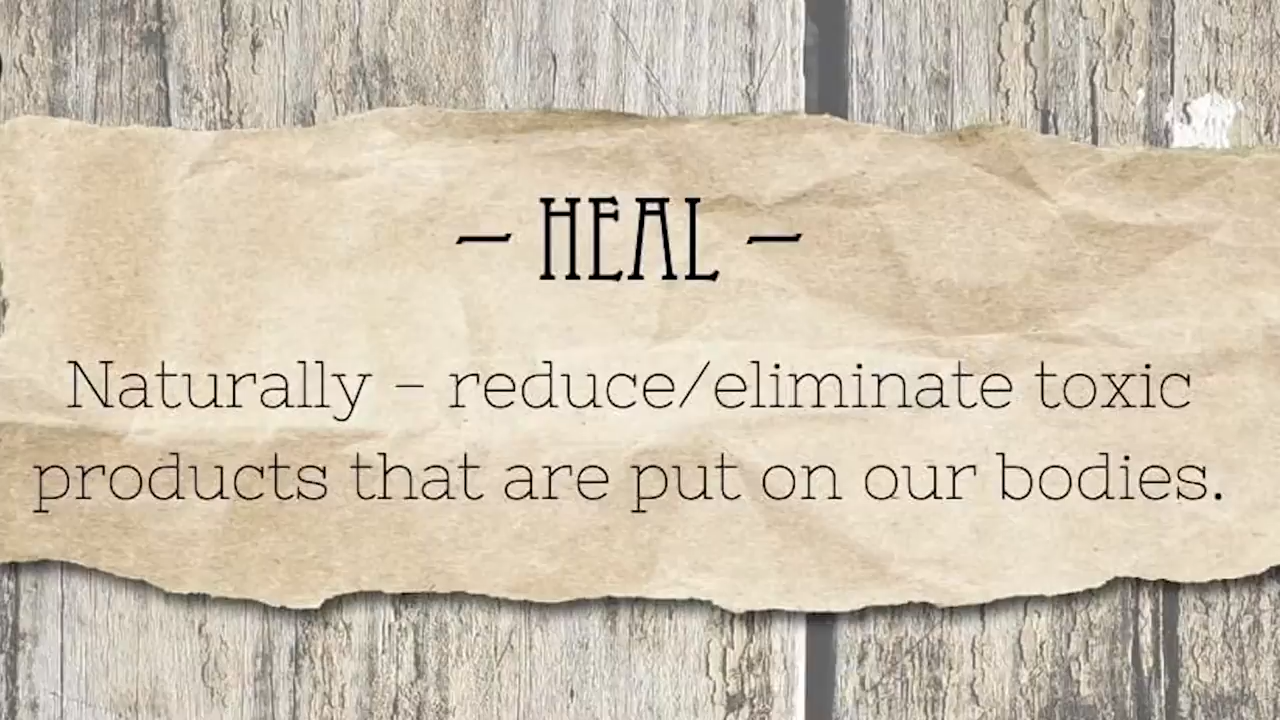 — HEAL —
Naturally – reduce/eliminate toxic
products that are put on our bodies.